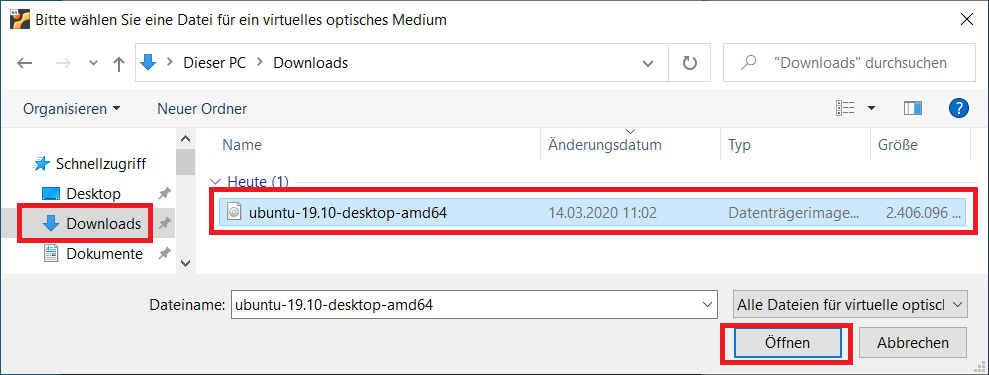 Bitte wählen Sie eine Datei für ein virtuelles optisches Medium
Dieser PC > Downloads
"Downloads" durchsuchen
Organisieren
Neuer Ordner
?
Name
Änderungsdatum
Typ
Größe
Schnellzugriff
Desktop
Downloads
Dokumente
Heute (1)
ubuntu-19.10-desktop-amd64 14.03.2020 11:02 Datenträgerimage... 2.406.096 ...
Dateiname: ubuntu-19.10-desktop-amd64
Alle Dateien für virtuelle optisch
Öffnen
Abbrechen